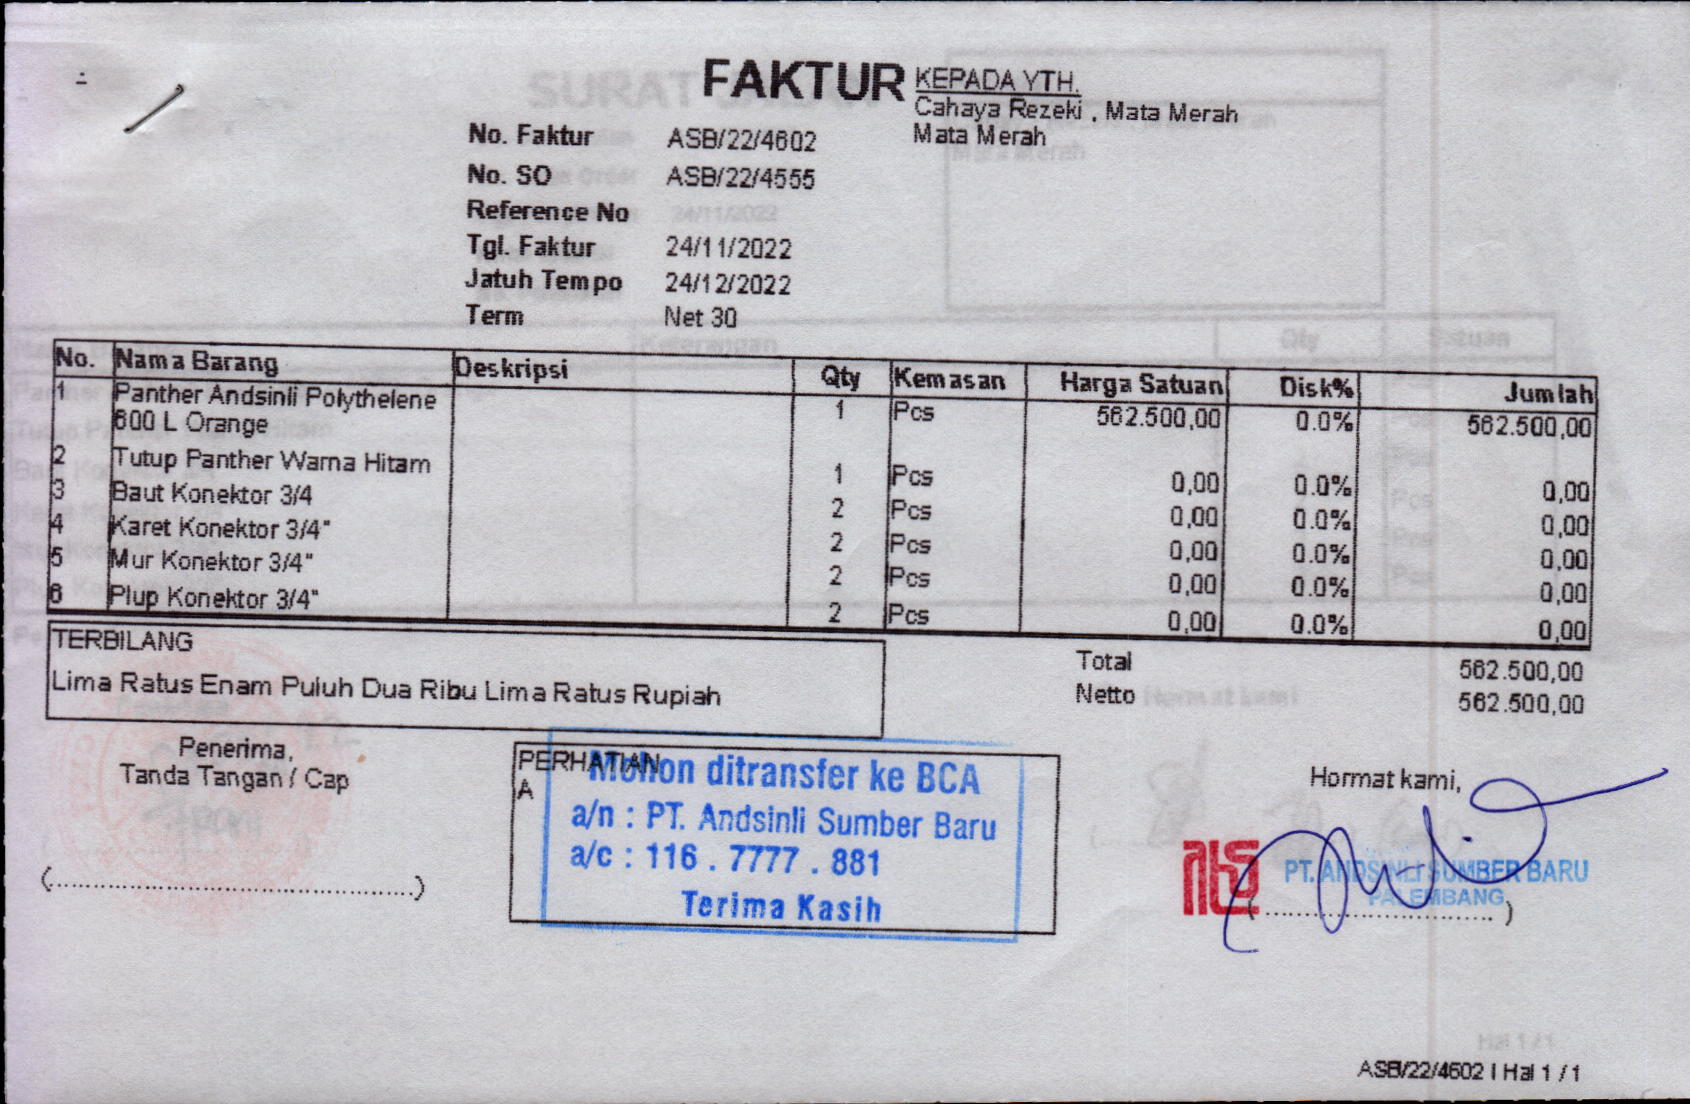 FAKTUR
KEPADA YTH.
Cahaya Rezeki , Mata Merah
Mata Merah
No. Faktur ASB/22/4602
No. SO ASB/22/4555
Reference No
Tgl. Faktur 24/11/2022
Jatuh Tempo 24/12/2022
Term Net 30
No. Nama Barang Deskripsi Qty Kemasan Harga Satuan Disk% Jumlah
1 Panther Andsinli Polythelene 1 Pcs 562.500,00 0.0% 562.500,00
600 L Orange
2 Tutup Panther Warna Hitam 1 Pcs 0,00 0.0% 0,00
3 Baut Konektor 3/4 2 Pcs 0,00 0.0% 0,00
4 Karet Konektor 3/4" 2 Pcs 0,00 0.0% 0,00
5 Mur Konektor 3/4" 2 Pcs 0,00 0.0% 0,00
6 Plup Konektor 3/4" 2 Pcs 0,00 0.0% 0,00
TERBILANG
Lima Ratus Enam Puluh Dua Ribu Lima Ratus Rupiah
Total 562.500,00
Netto 562.500,00
Penerima,
Tanda Tangan / Cap
(........................................)
PERHATIAN
A
Mohon ditransfer ke BCA
a/n : PT. Andsinli Sumber Baru
a/c : 116 . 7777 . 881
Terima Kasih
Hormat kami,
PT. ANDSINLI SUMBER BARU
PALEMBANG
(..............................)
ASB/22/4602 | Hal 1 / 1